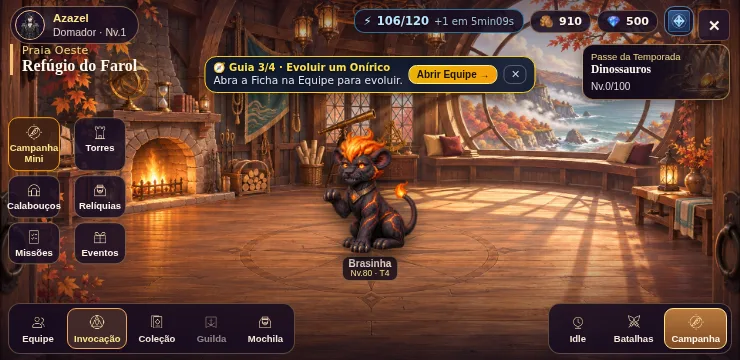 Azazel
Domador · Nv.1
⚡ 106/120 +1 em 5min09s
910
500
✕
Praia Oeste
Refúgio do Farol
🧭 Guia 3/4 · Evoluir um Onírico
Abra a Ficha na Equipe para evoluir.
Abrir Equipe →
✕
Passe da Temporada
Dinossauros
Nv.0/100
Campanha
Mini
Torres
Calabouços
Relíquias
Missões
Eventos
Brasinha
Nv.80 · T4
Equipe
Invocação
Coleção
Guilda
Mochila
Idle
Batalhas
Campanha